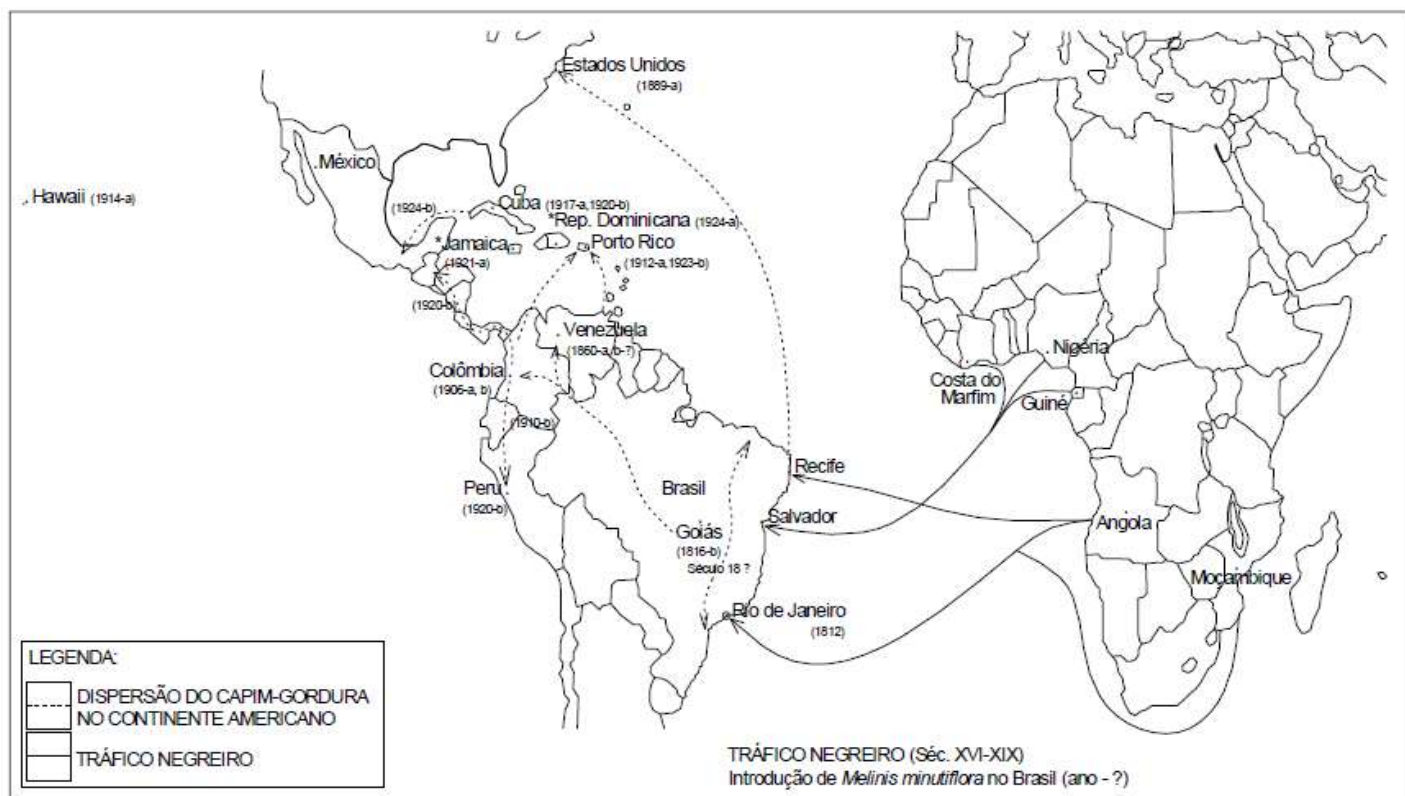 Estados Unidos
(1889-a)
.México
Hawaii (1914-a)
(1924-b)
Cuba (1917-a,1920-b)
*Rep. Dominicana (1924-a)
*Jamaica
(1921-a)
Porto Rico
(1912-a,1923-b)
(1920-b)
Venezuela
(1860-a,b-?)
Colômbia
(1906-a, b)
(1910-b)
Peru
(1920-b)
Brasil
Goiás
(1816-b)
Século 18 ?
Recife
Salvador
Rio de Janeiro
(1812)
Nigéria
Costa do
Marfim
Guiné
Angola
Moçambique
LEGENDA:
DISPERSÃO DO CAPIM-GORDURA
NO CONTINENTE AMERICANO
TRÁFICO NEGREIRO
TRÁFICO NEGREIRO (Séc. XVI-XIX)
Introdução de Melinis minutiflora no Brasil (ano - ?)